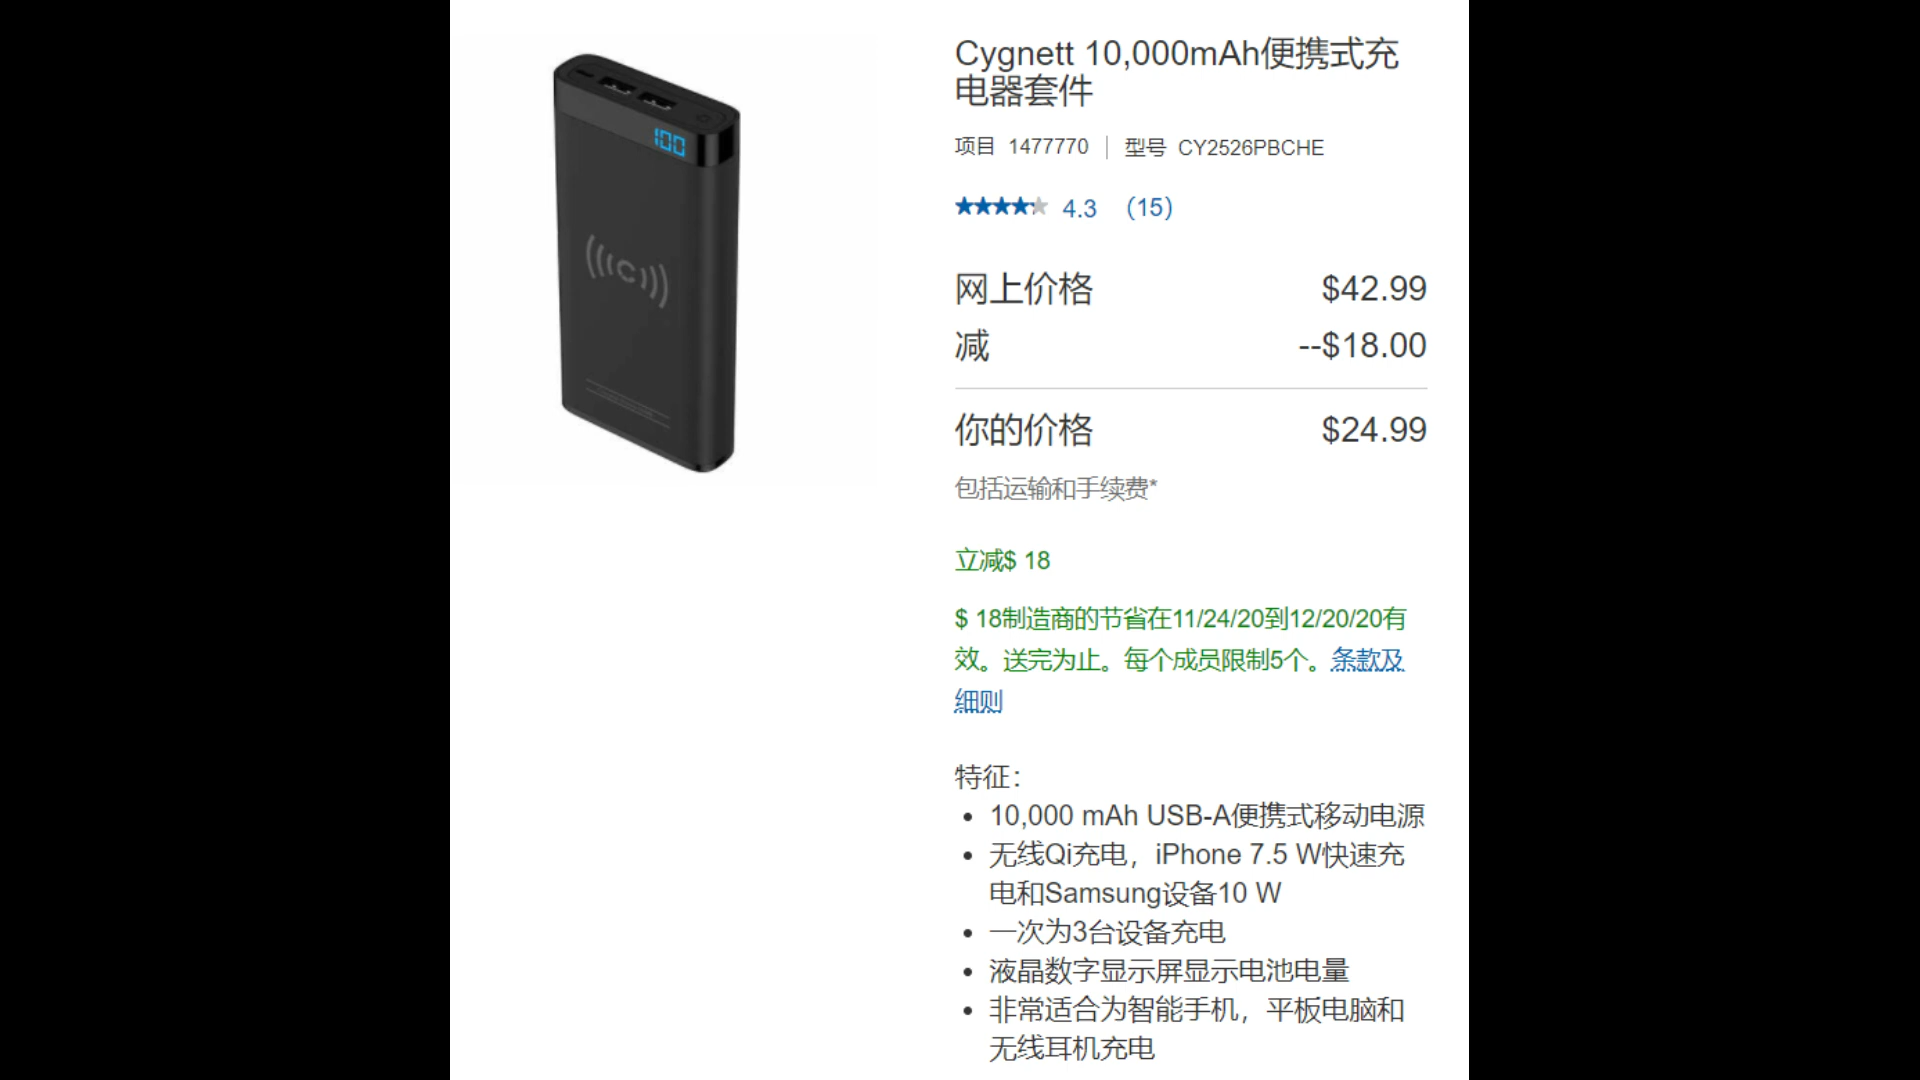 100
C
Cygnett 10,000mAh便携式充
电器套件
项目 1477770 | 型号 CY2526PBCHE
4.3 (15)
网上价格 $42.99
减 --$18.00
你的价格 $24.99
包括运输和手续费*
立减$ 18
$ 18制造商的节省在11/24/20到12/20/20有
效。送完为止。每个成员限制5个。条款及
细则
特征：
• 10,000 mAh USB-A便携式移动电源
• 无线Qi充电，iPhone 7.5 W快速充
电和Samsung设备10 W
• 一次为3台设备充电
• 液晶数字显示屏显示电池电量
• 非常适合为智能手机，平板电脑和
无线耳机充电